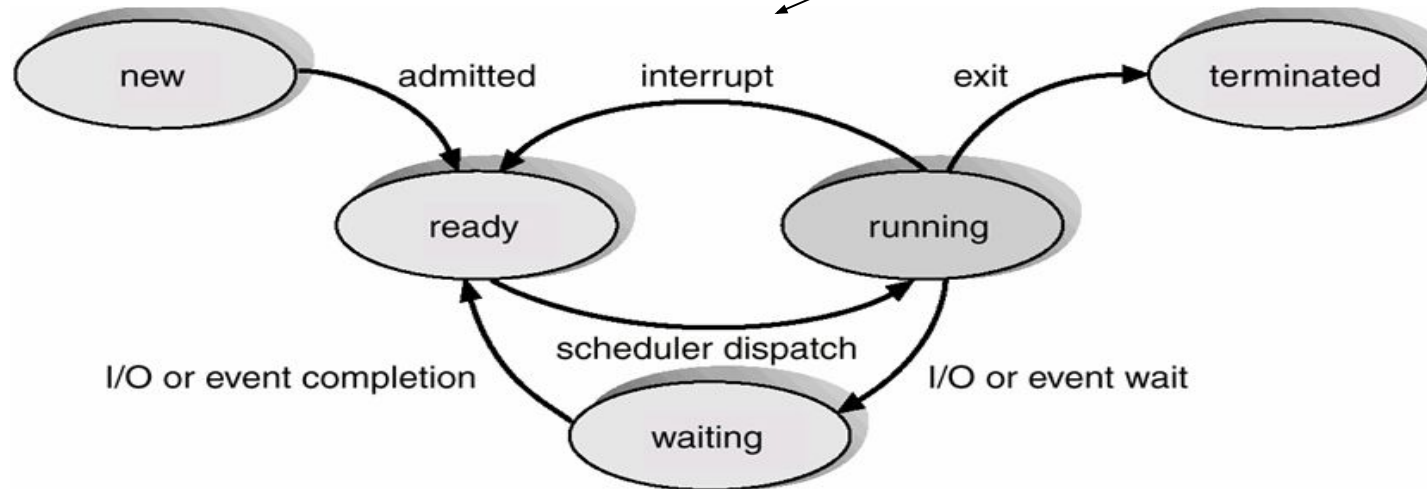 new
admitted
interrupt
exit
terminated
ready
running
scheduler dispatch
I/O or event completion
I/O or event wait
waiting